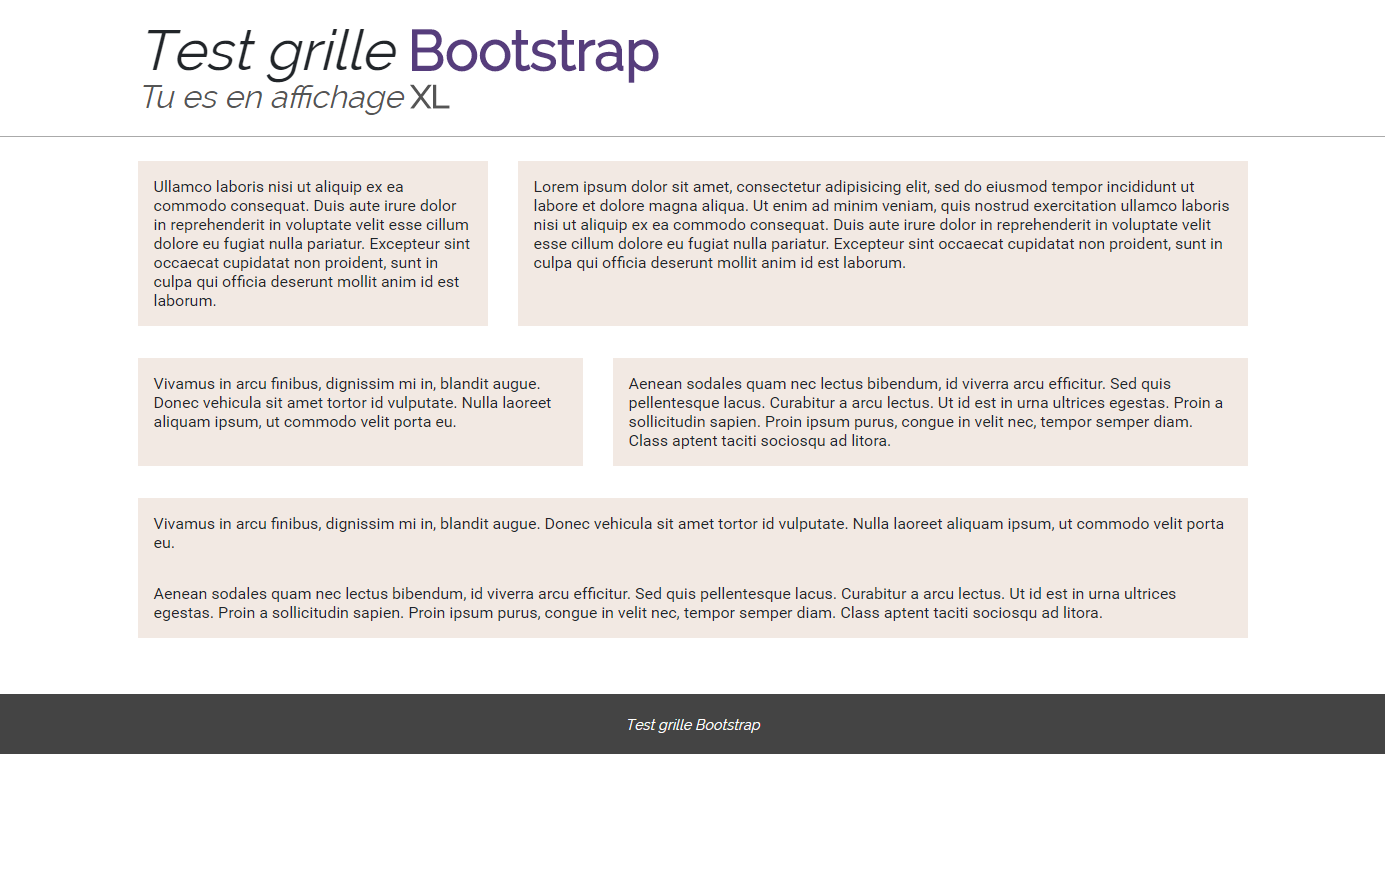 Test grille Bootstrap
Tu es en affichage XL
Ullamco laboris nisi ut aliquip ex ea
commodo consequat. Duis aute irure dolor
in reprehenderit in voluptate velit esse cillum
dolore eu fugiat nulla pariatur. Excepteur sint
occaecat cupidatat non proident, sunt in
culpa qui officia deserunt mollit anim id est
laborum.
Lorem ipsum dolor sit amet, consectetur adipisicing elit, sed do eiusmod tempor incididunt ut
labore et dolore magna aliqua. Ut enim ad minim veniam, quis nostrud exercitation ullamco laboris
nisi ut aliquip ex ea commodo consequat. Duis aute irure dolor in reprehenderit in voluptate velit
esse cillum dolore eu fugiat nulla pariatur. Excepteur sint occaecat cupidatat non proident, sunt in
culpa qui officia deserunt mollit anim id est laborum.
Vivamus in arcu finibus, dignissim mi in, blandit augue.
Donec vehicula sit amet tortor id vulputate. Nulla laoreet
aliquam ipsum, ut commodo velit porta eu.
Aenean sodales quam nec lectus bibendum, id viverra arcu efficitur. Sed quis
pellentesque lacus. Curabitur a arcu lectus. Ut id est in urna ultrices egestas. Proin a
sollicitudin sapien. Proin ipsum purus, congue in velit nec, tempor semper diam.
Class aptent taciti sociosqu ad litora.
Vivamus in arcu finibus, dignissim mi in, blandit augue. Donec vehicula sit amet tortor id vulputate. Nulla laoreet aliquam ipsum, ut commodo velit porta
eu.
Aenean sodales quam nec lectus bibendum, id viverra arcu efficitur. Sed quis pellentesque lacus. Curabitur a arcu lectus. Ut id est in urna ultrices
egestas. Proin a sollicitudin sapien. Proin ipsum purus, congue in velit nec, tempor semper diam. Class aptent taciti sociosqu ad litora.
Test grille Bootstrap